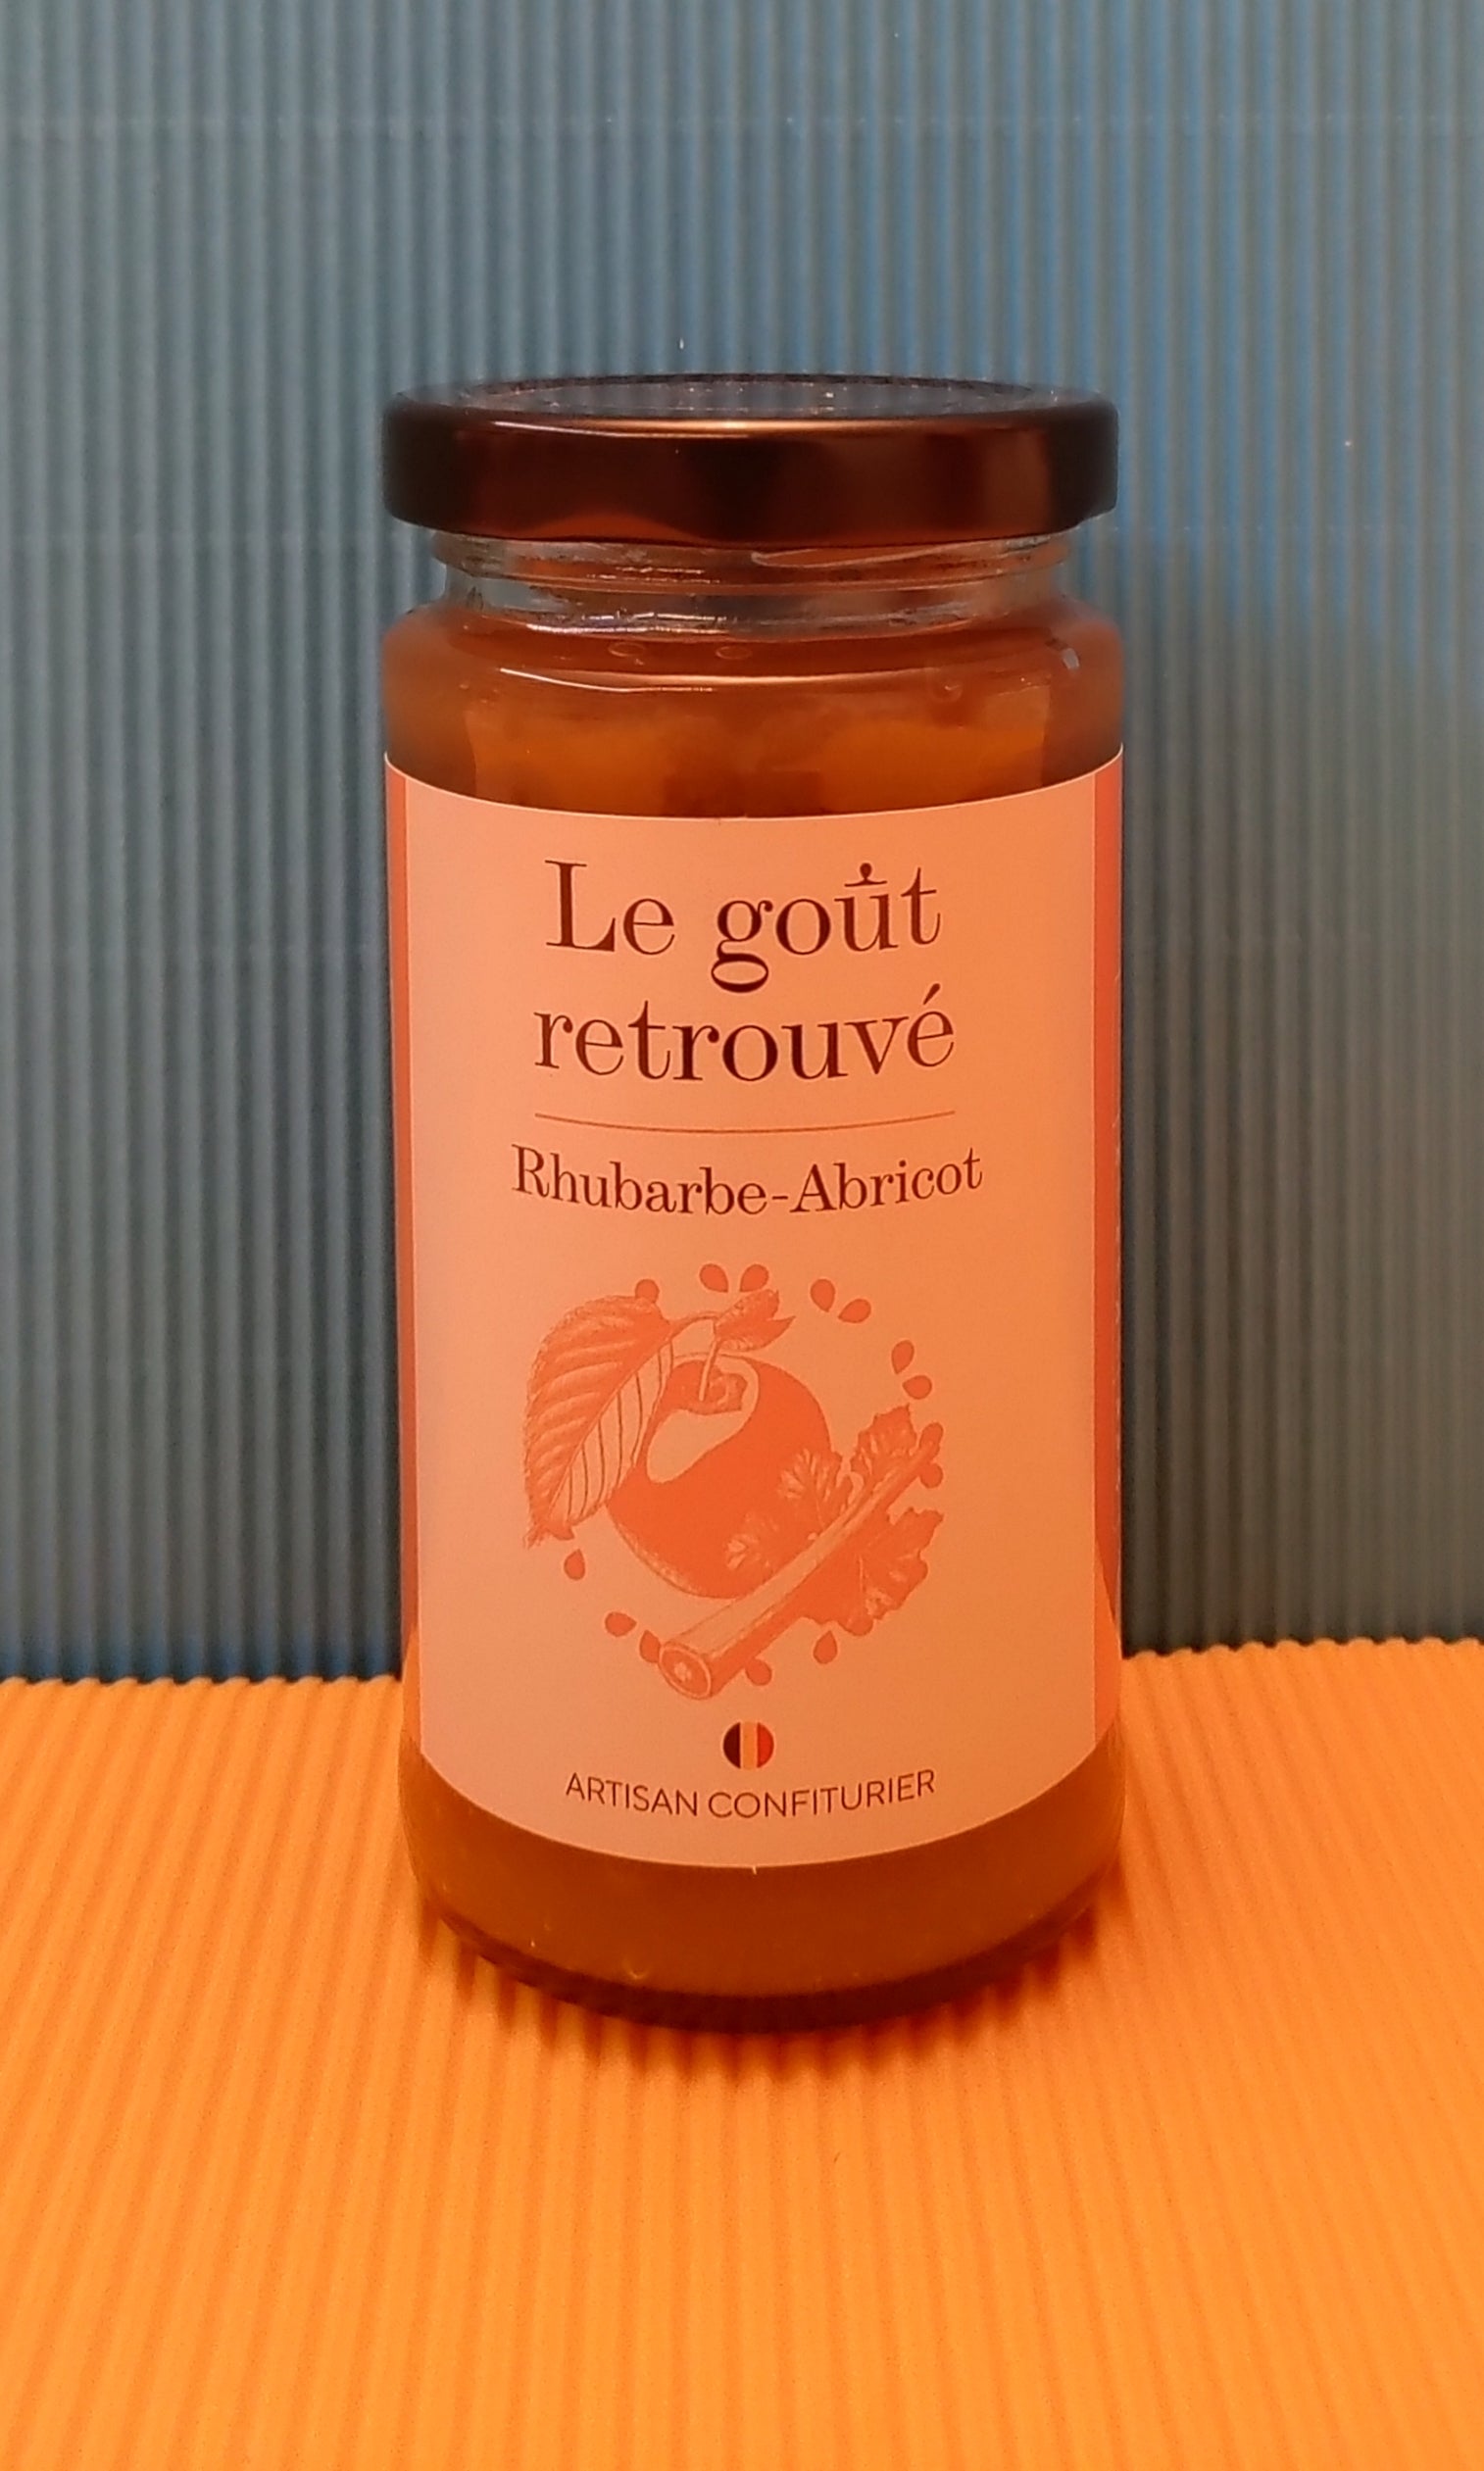 Le goût
retrouvé
Rhubarbe-Abricot
ARTISAN CONFITURIER